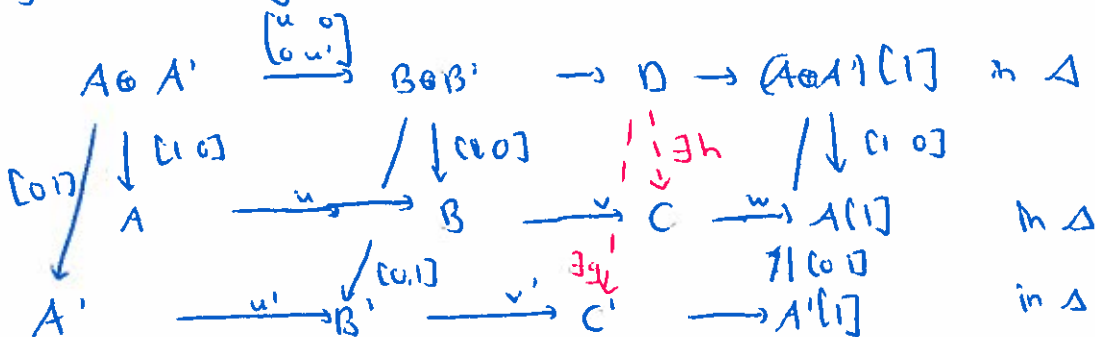 [u 0
0 u']
A⊕A' → B⊕B' → D → (A⊕A')[1] in Δ
[0 1] [1 0] [1 0] ∃h [1 0]
A u B v C w A[1] in Δ
[0,1] ∃g [0 1]
A' u' B' v' C' → A'[1] in Δ